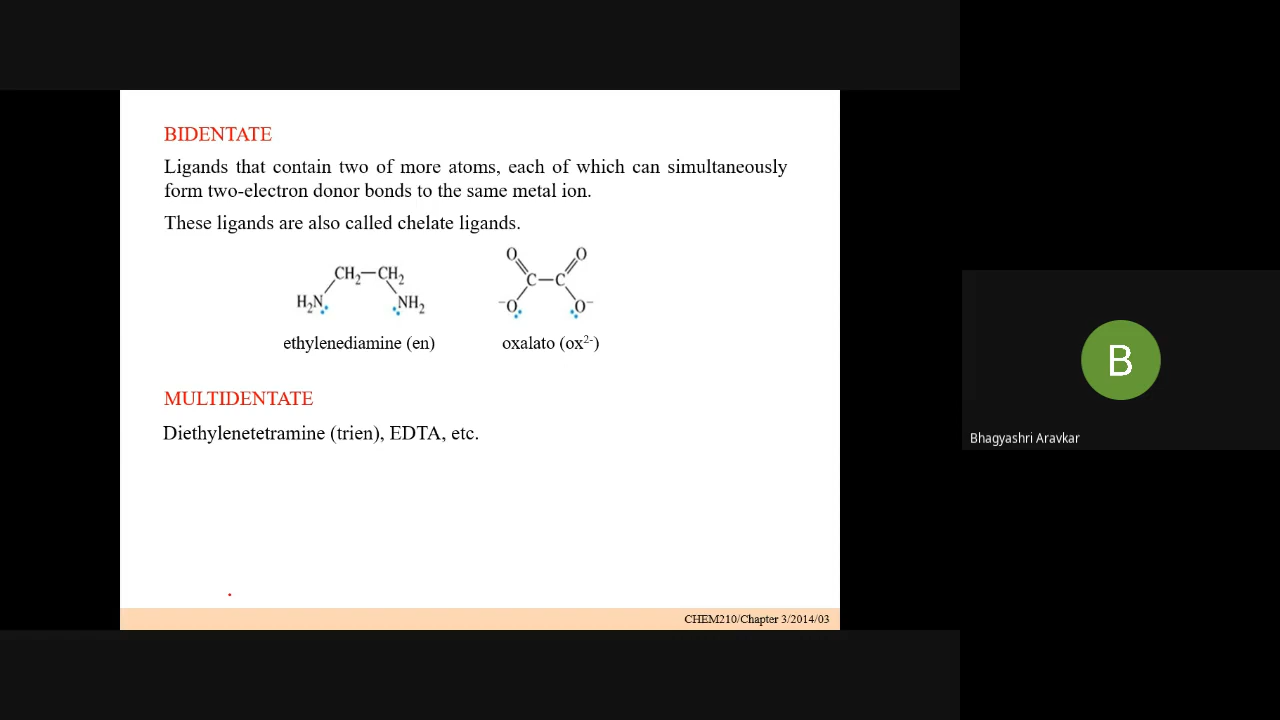 BIDENTATE
Ligands that contain two of more atoms, each of which can simultaneously
form two-electron donor bonds to the same metal ion.
These ligands are also called chelate ligands.
CH₂—CH₂
H₂N: :NH₂
ethylenediamine (en)
O O
C—C
⁻O: :O⁻
oxalato (ox²⁻)
MULTIDENTATE
Diethylenetetramine (trien), EDTA, etc.
CHEM210/Chapter 3/2014/03
B
Bhagyashri Aravkar